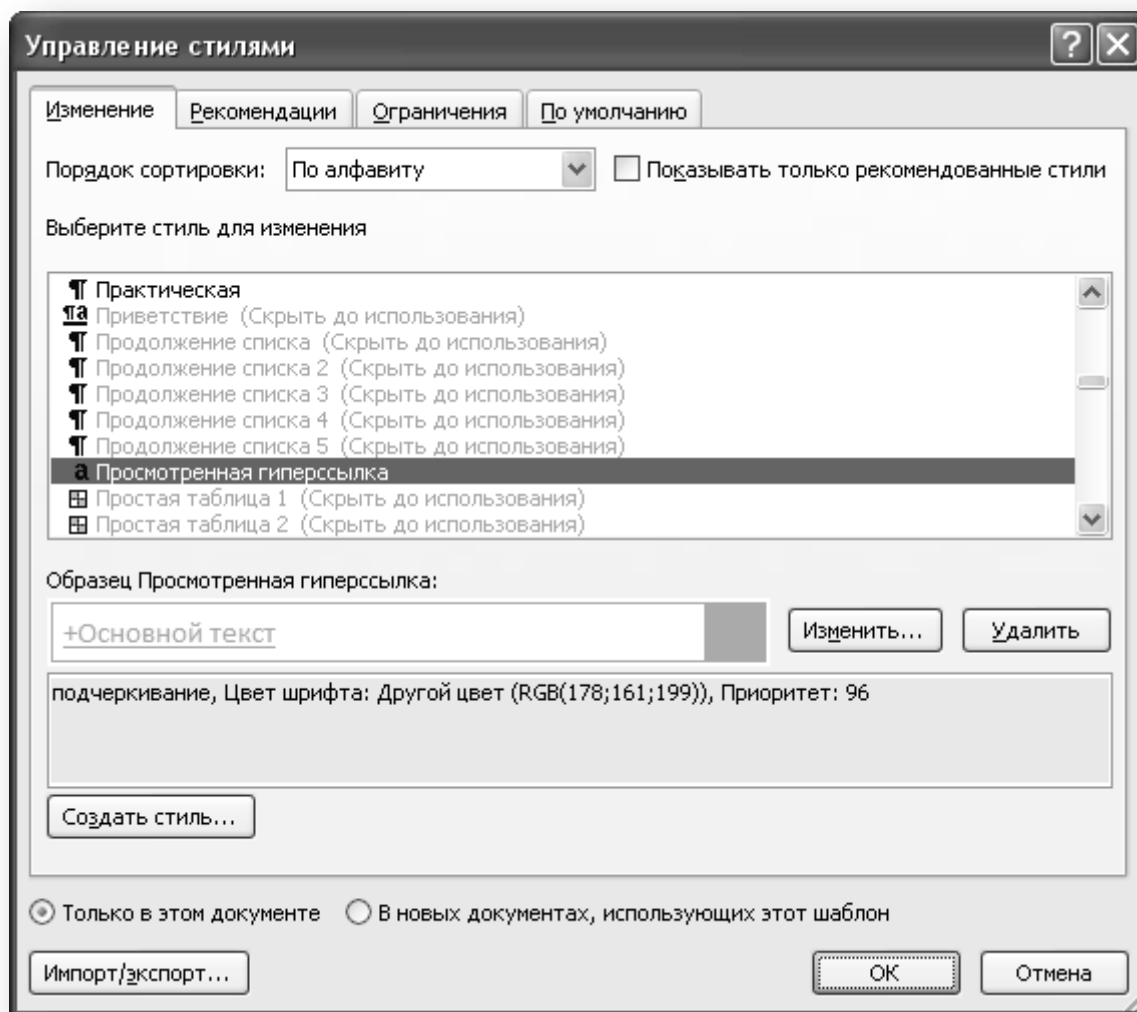 Управление стилями
Изменение Рекомендации Ограничения По умолчанию
Порядок сортировки: По алфавиту Показывать только рекомендованные стили
Выберите стиль для изменения
¶ Практическая
¶a Приветствие (Скрыть до использования)
¶ Продолжение списка (Скрыть до использования)
¶ Продолжение списка 2 (Скрыть до использования)
¶ Продолжение списка 3 (Скрыть до использования)
¶ Продолжение списка 4 (Скрыть до использования)
¶ Продолжение списка 5 (Скрыть до использования)
a Просмотренная гиперссылка
Простая таблица 1 (Скрыть до использования)
Простая таблица 2 (Скрыть до использования)
Образец Просмотренная гиперссылка:
+Основной текст Изменить... Удалить
подчеркивание, Цвет шрифта: Другой цвет (RGB(178;161;199)), Приоритет: 96
Создать стиль...
Только в этом документе В новых документах, использующих этот шаблон
Импорт/экспорт... ОК Отмена